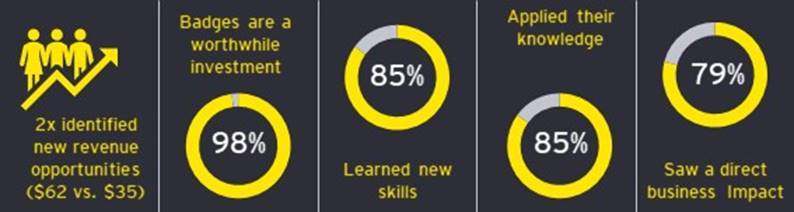 2x identified
new revenue
opportunities
($62 vs. $35)
Badges are a
worthwhile
investment
98%
85%
Learned new
skills
Applied their
knowledge
85%
79%
Saw a direct
business Impact